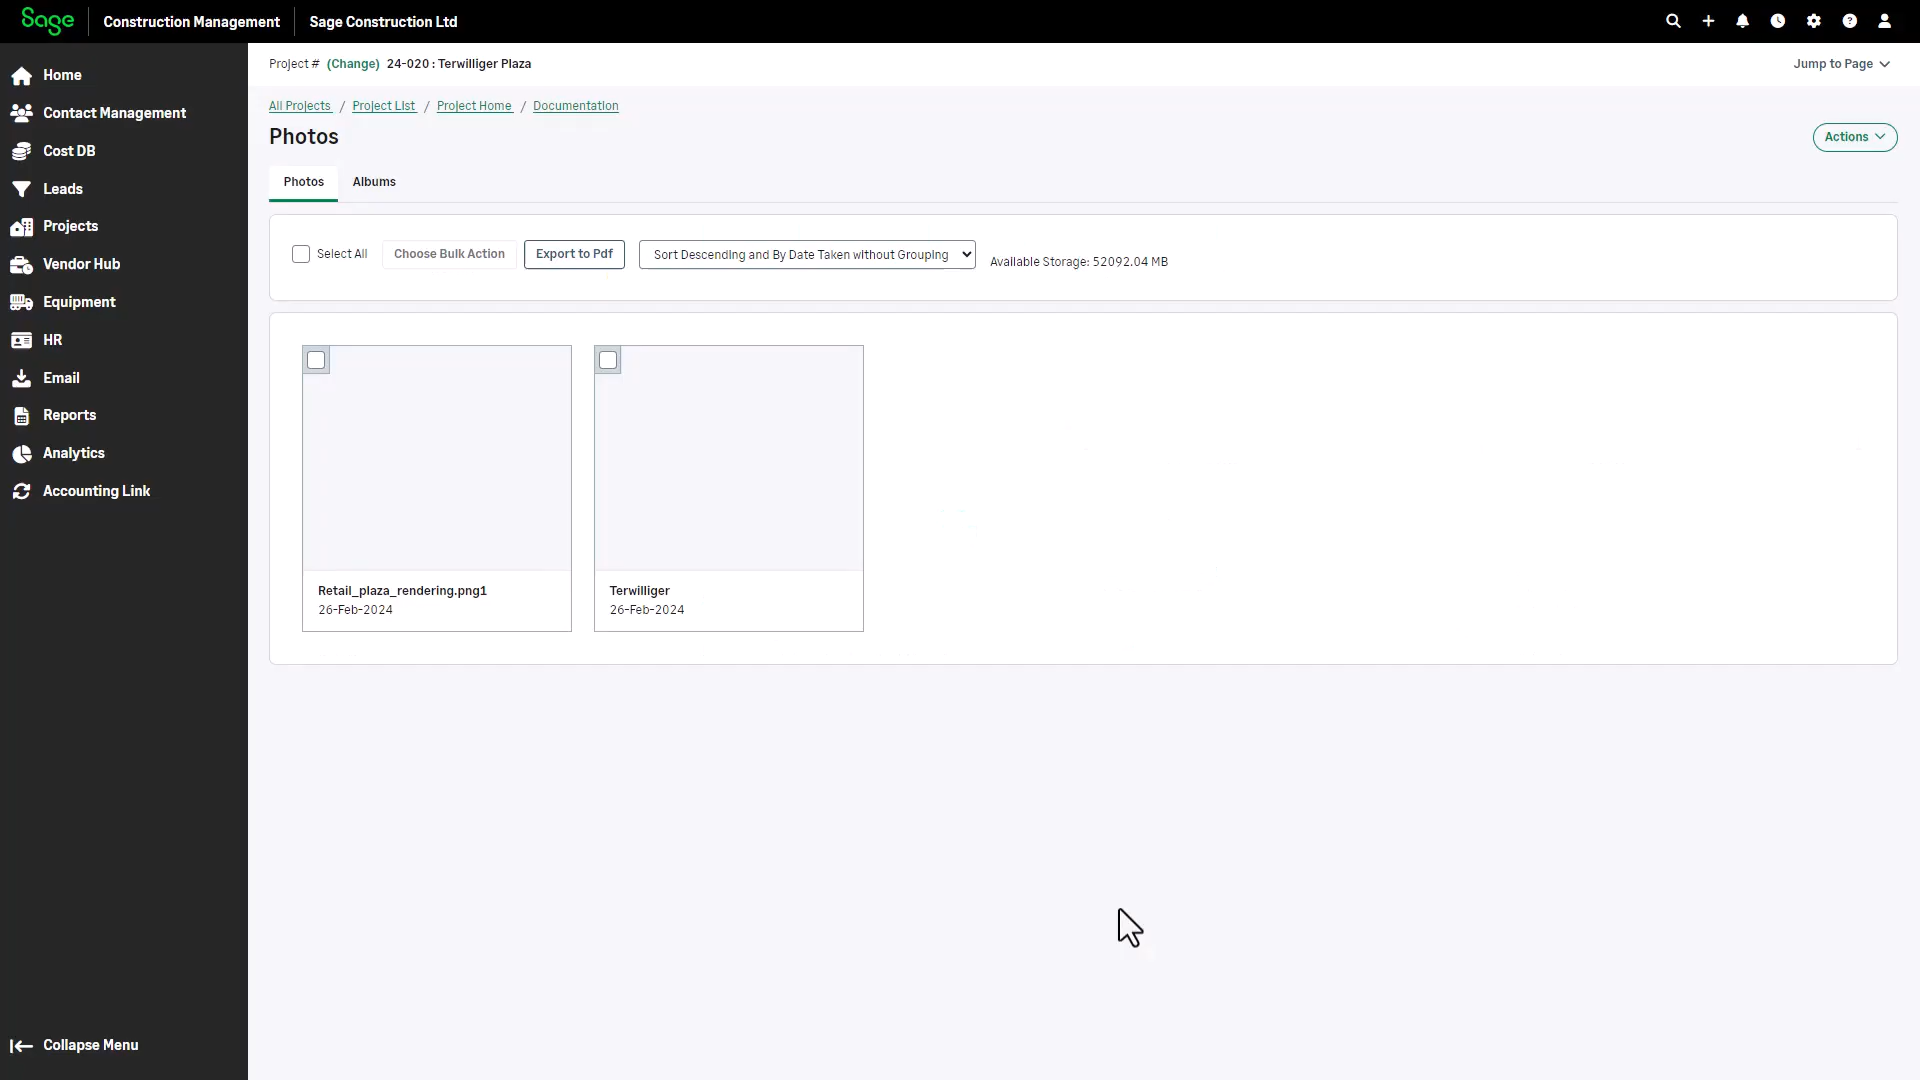 Sage
Construction Management
Sage Construction Ltd
Home
Contact Management
Cost DB
Leads
Projects
Vendor Hub
Equipment
HR
Email
Reports
Analytics
Accounting Link
Collapse Menu
Project # (Change) 24-020 : Terwilliger Plaza
Jump to Page
All Projects / Project List / Project Home / Documentation
Photos
Actions
Photos
Albums
Select All
Choose Bulk Action
Export to Pdf
Sort Descending and By Date Taken without Grouping
Available Storage: 52092.04 MB
Retail_plaza_rendering.png1
26-Feb-2024
Terwilliger
26-Feb-2024